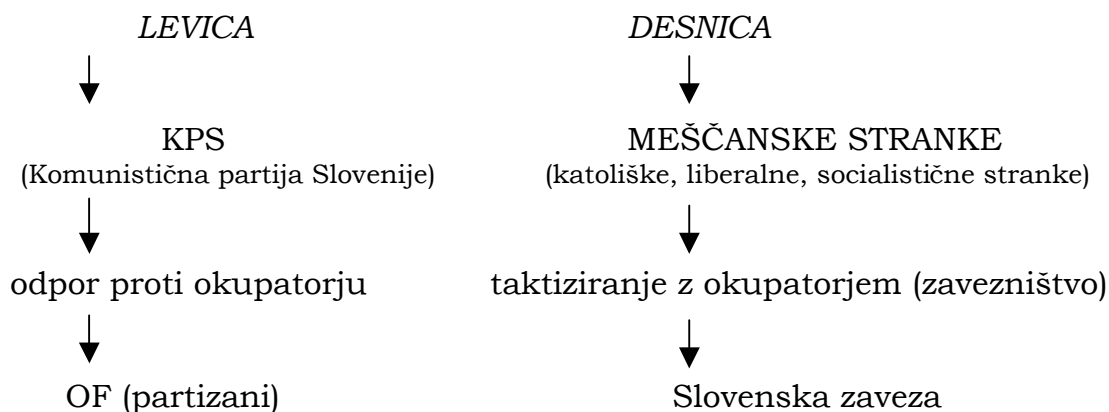 LEVICA
DESNICA
KPS
(Komunistična partija Slovenije)
MEŠČANSKE STRANKE
(katoliške, liberalne, socialistične stranke)
odpor proti okupatorju
taktiziranje z okupatorjem (zavezništvo)
OF (partizani)
Slovenska zaveza